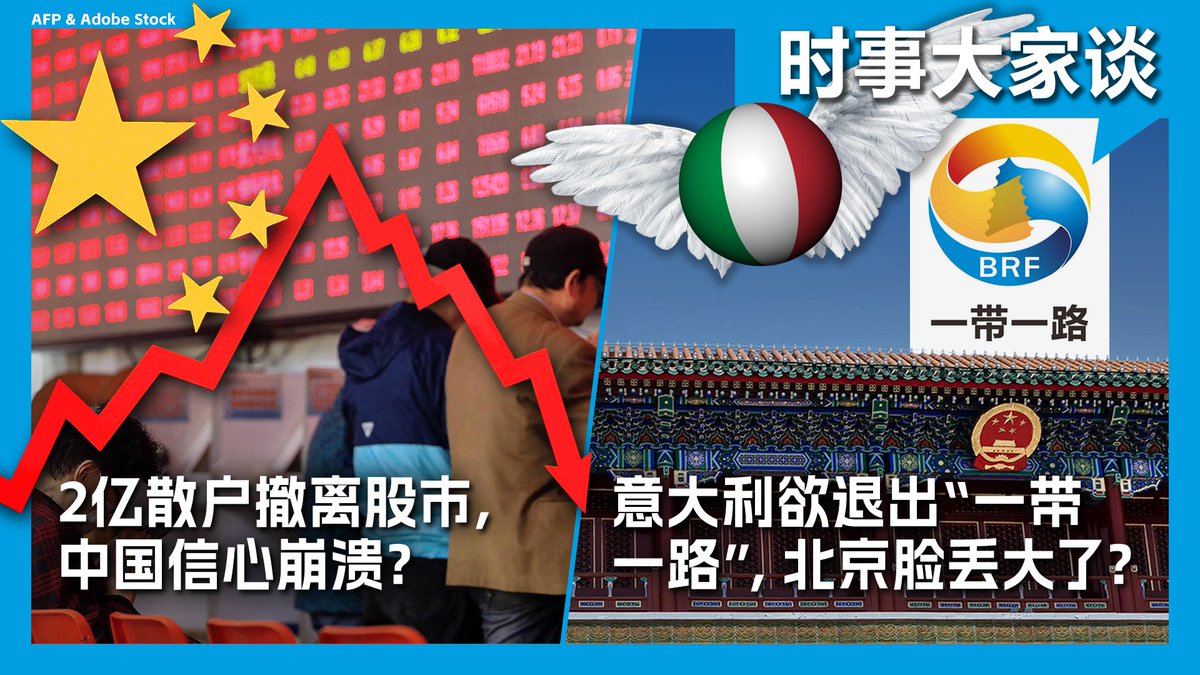 AFP & Adobe Stock
时事大家谈
BRF
一带一路
2亿散户撤离股市,
中国信心崩溃?
意大利欲退出“一带
一路”, 北京脸丢大了?